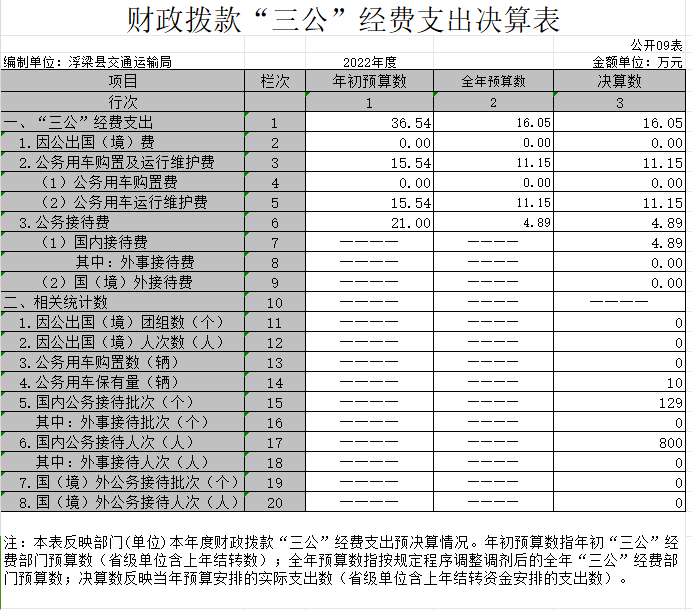 财政拨款“三公”经费支出决算表
公开09表
编制单位：浮梁县交通运输局 2022年度 金额单位：万元
项目 栏次 年初预算数 全年预算数 决算数
行次 1 2 3
一、“三公”经费支出 1 36.54 16.05 16.05
1.因公出国（境）费 2 0.00 0.00 0.00
2.公务用车购置及运行维护费 3 15.54 11.15 11.15
（1）公务用车购置费 4 0.00 0.00 0.00
（2）公务用车运行维护费 5 15.54 11.15 11.15
3.公务接待费 6 21.00 4.89 4.89
（1）国内接待费 7 ———— ———— 4.89
其中：外事接待费 8 ———— ———— 0.00
（2）国（境）外接待费 9 ———— ———— 0.00
二、相关统计数 10 ———— ———— ————
1.因公出国（境）团组数（个） 11 ———— ———— 0
2.因公出国（境）人次数（人） 12 ———— ———— 0
3.公务用车购置数（辆） 13 ———— ———— 0
4.公务用车保有量（辆） 14 ———— ———— 10
5.国内公务接待批次（个） 15 ———— ———— 129
其中：外事接待批次（个） 16 ———— ———— 0
6.国内公务接待人次（人） 17 ———— ———— 800
其中：外事接待人次（人） 18 ———— ———— 0
7.国（境）外公务接待批次（个） 19 ———— ———— 0
8.国（境）外公务接待人次（人） 20 ———— ———— 0
注：本表反映部门(单位)本年度财政拨款“三公”经费支出预决算情况。年初预算数指年初“三公”经
费部门预算数（省级单位含上年结转数）；全年预算数指按规定程序调整调剂后的全年“三公”经费部
门预算数；决算数反映当年预算安排的实际支出数（省级单位含上年结转资金安排的支出数）。